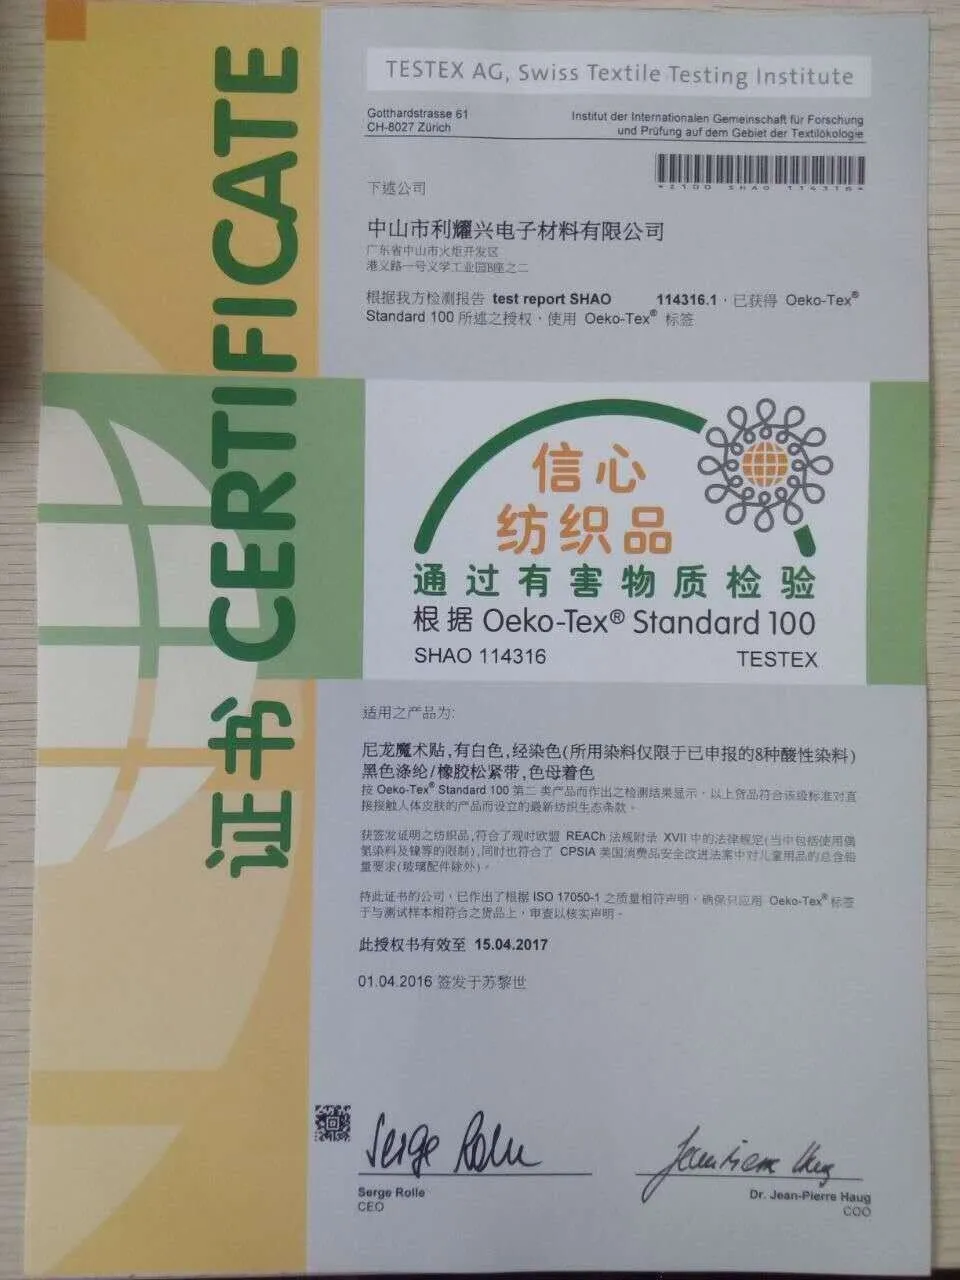 证书 CERTIFICATE
TESTEX AG, Swiss Textile Testing Institute
Gotthardstrasse 61
CH-8027 Zürich
Institut der Internationalen Gemeinschaft für Forschung
und Prüfung auf dem Gebiet der Textilökologie
*2100 SHAO 114316*
下述公司
中山市利耀兴电子材料有限公司
广东省中山市火炬开发区
港义路一号义学工业园B座之二
根据我方检测报告 test report SHAO 114316.1，已获得 Oeko-Tex®
Standard 100 所述之授权，使用 Oeko-Tex® 标签
信心
纺织品
通过有害物质检验
根据 Oeko-Tex® Standard 100
SHAO 114316
TESTEX
适用之产品为:
尼龙魔术贴,有白色,经染色(所用染料仅限于已申报的8种酸性染料)
黑色涤纶/橡胶松紧带,色母着色
按 Oeko-Tex® Standard 100 第二 类产品而作出之检测结果显示，以上货品符合该级标准对直
接接触人体皮肤的产品而设立的最新纺织生态条款。
获签发证明之纺织品,符合了现时欧盟 REACh 法规附录 XVII 中的法律规定(当中包括使用偶
氮染料及镍等的限制),同时也符合了 CPSIA 美国消费品安全改进法案中对儿童用品的总含铅
量要求(玻璃配件除外)。
持此证书的公司，已作出了根据 ISO 17050-1 之质量相符声明，确保只应用 Oeko-Tex® 标签
于与测试样本相符合之货品上，审查以核实声明。
此授权书有效至 15.04.2017
01.04.2016 签发于苏黎世
Serge Rolle
CEO
Dr. Jean-Pierre Haug
COO